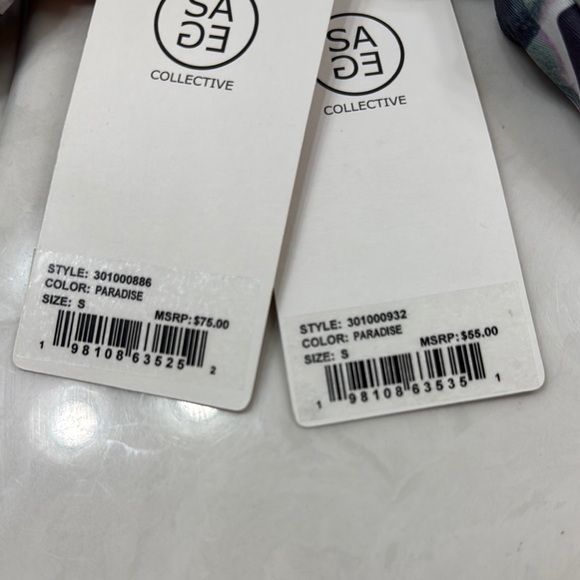 SA
EG
COLLECTIVE
STYLE: 301000886
COLOR: PARADISE
SIZE: S
MSRP: $75.00
1 98108 63525 2
SA
EG
COLLECTIVE
STYLE: 301000932
COLOR: PARADISE
SIZE: S
MSRP: $55.00
1 98108 63535 1